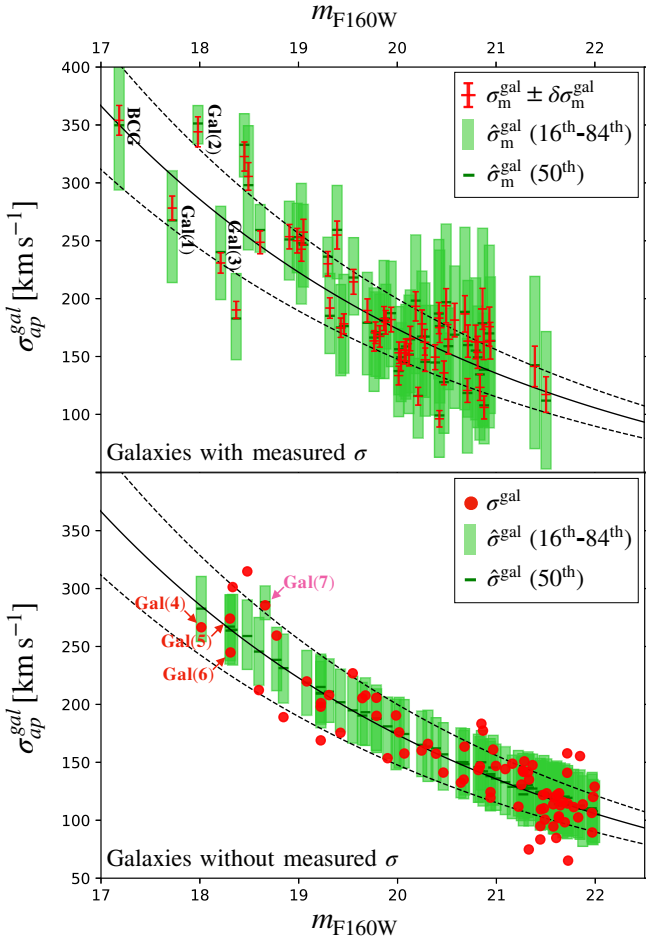 m_F160W
17 18 19 20 21 22
400
350
300
250
200
150
100
σ_ap^gal [km s⁻¹]
σ_m^gal ± δσ_m^gal
σ̂_m^gal (16th-84th)
σ̂_m^gal (50th)
BCG
Gal(2)
Gal(1)
Gal(3)
Galaxies with measured σ
350
300
250
200
150
100
50
σ_ap^gal [km s⁻¹]
σ^gal
σ̂^gal (16th-84th)
σ̂^gal (50th)
Gal(7)
Gal(4)
Gal(5)
Gal(6)
Galaxies without measured σ
17 18 19 20 21 22
m_F160W